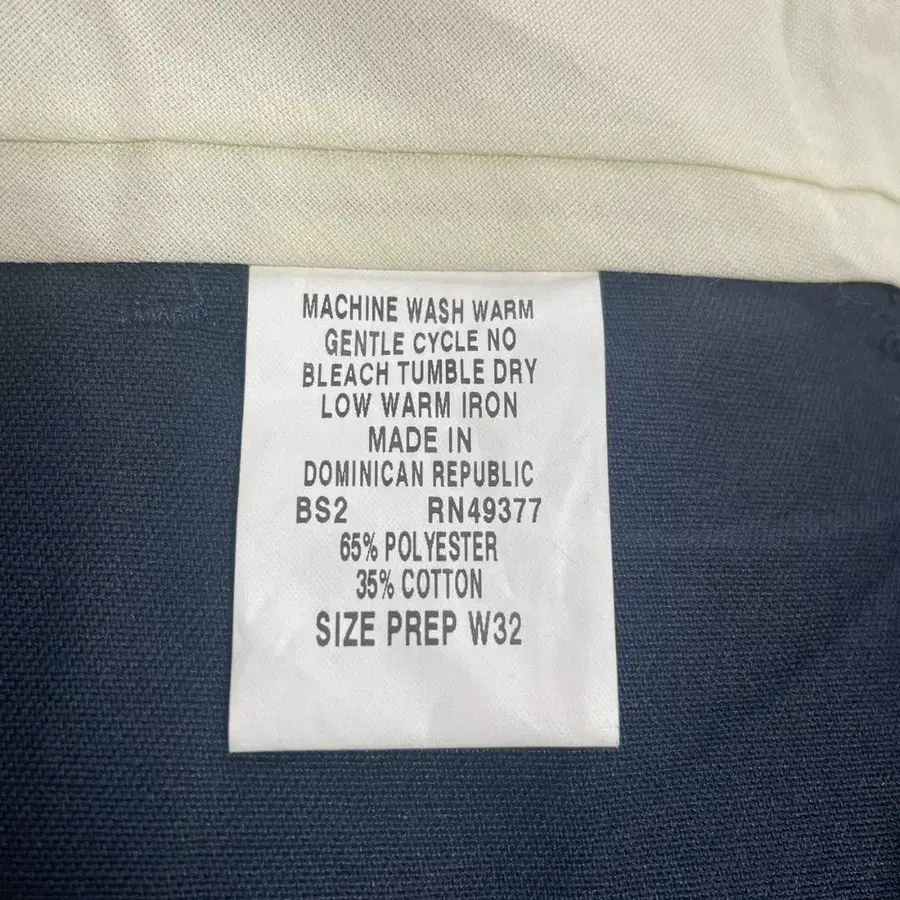 MACHINE WASH WARM
GENTLE CYCLE NO
BLEACH TUMBLE DRY
LOW WARM IRON
MADE IN
DOMINICAN REPUBLIC
BS2 RN49377
65% POLYESTER
35% COTTON
SIZE PREP W32